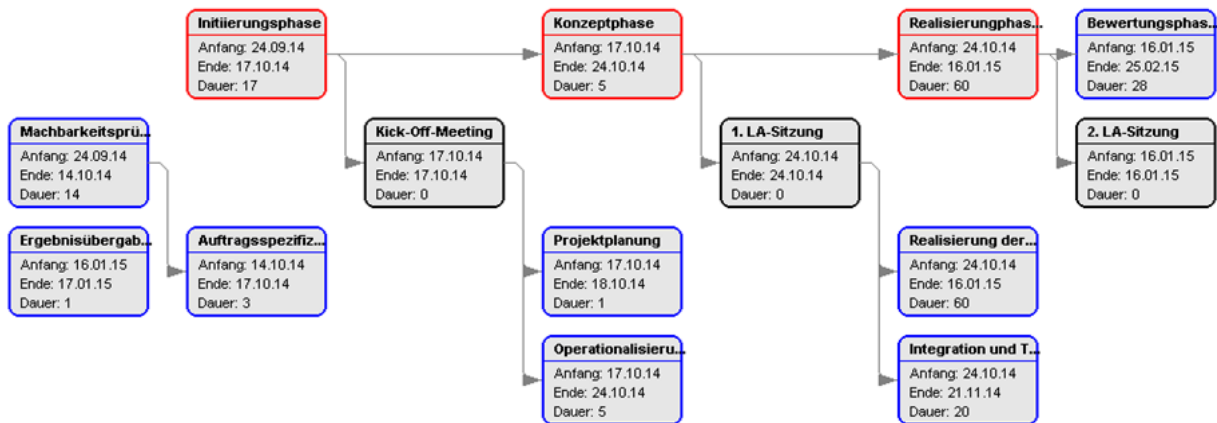 Initiierungsphase
Anfang: 24.09.14
Ende: 17.10.14
Dauer: 17
Konzeptphase
Anfang: 17.10.14
Ende: 24.10.14
Dauer: 5
Realisierungphas...
Anfang: 24.10.14
Ende: 16.01.15
Dauer: 60
Bewertungsphas...
Anfang: 16.01.15
Ende: 25.02.15
Dauer: 28
Machbarkeitsprü...
Anfang: 24.09.14
Ende: 14.10.14
Dauer: 14
Kick-Off-Meeting
Anfang: 17.10.14
Ende: 17.10.14
Dauer: 0
1. LA-Sitzung
Anfang: 24.10.14
Ende: 24.10.14
Dauer: 0
2. LA-Sitzung
Anfang: 16.01.15
Ende: 16.01.15
Dauer: 0
Ergebnisübergab...
Anfang: 16.01.15
Ende: 17.01.15
Dauer: 1
Auftragsspezifiz...
Anfang: 14.10.14
Ende: 17.10.14
Dauer: 3
Projektplanung
Anfang: 17.10.14
Ende: 18.10.14
Dauer: 1
Realisierung der...
Anfang: 24.10.14
Ende: 16.01.15
Dauer: 60
Operationalisieru...
Anfang: 17.10.14
Ende: 24.10.14
Dauer: 5
Integration und T...
Anfang: 24.10.14
Ende: 21.11.14
Dauer: 20